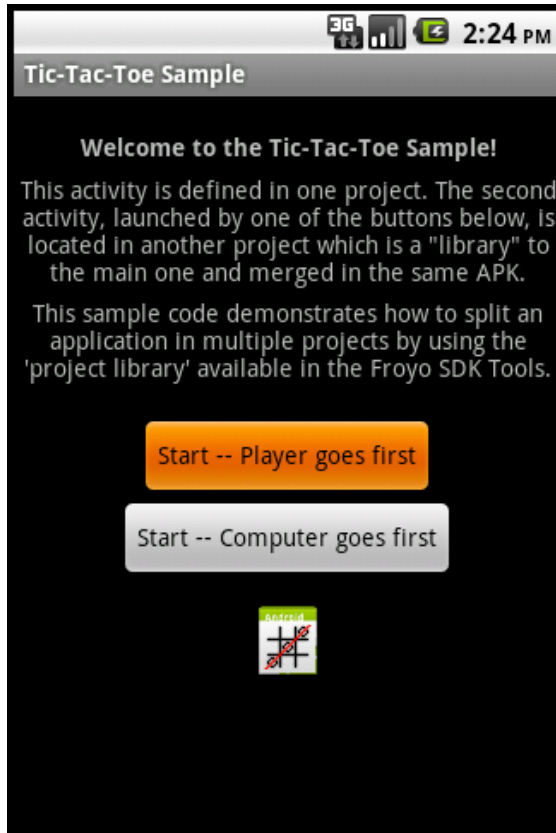 3G 2:24 PM
Tic-Tac-Toe Sample
Welcome to the Tic-Tac-Toe Sample!
This activity is defined in one project. The second
activity, launched by one of the buttons below, is
located in another project which is a "library" to
the main one and merged in the same APK.
This sample code demonstrates how to split an
application in multiple projects by using the
'project library' available in the Froyo SDK Tools.
Start -- Player goes first
Start -- Computer goes first
Android